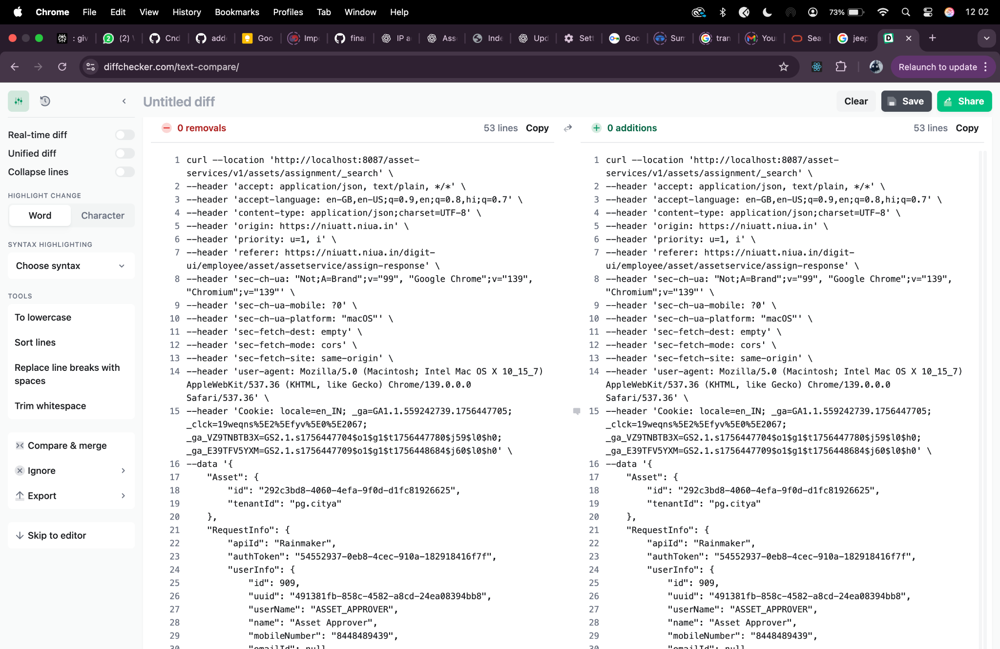 Chrome File Edit View History Bookmarks Profiles Tab Window Help 73% 12 02
: giv (2) Cnd add Goo Imp finan IP a Ass Inde Upd Sett Goo Sum tran You Sea jeep
diffchecker.com/text-compare/ Relaunch to update
Untitled diff Clear Save Share
0 removals 53 lines Copy
0 additions 53 lines Copy
Real-time diff
Unified diff
Collapse lines
HIGHLIGHT CHANGE
Word Character
SYNTAX HIGHLIGHTING
Choose syntax
TOOLS
To lowercase
Sort lines
Replace line breaks with
spaces
Trim whitespace
Compare & merge
Ignore
Export
Skip to editor
1 curl --location 'http://localhost:8087/asset-
services/v1/assets/assignment/_search' \
2 --header 'accept: application/json, text/plain, */*' \
3 --header 'accept-language: en-GB,en-US;q=0.9,en;q=0.8,hi;q=0.7' \
4 --header 'content-type: application/json;charset=UTF-8' \
5 --header 'origin: https://niuatt.niua.in' \
6 --header 'priority: u=1, i' \
7 --header 'referer: https://niuatt.niua.in/digit-
ui/employee/asset/assetservice/assign-response' \
8 --header 'sec-ch-ua: "Not;A=Brand";v="99", "Google Chrome";v="139",
"Chromium";v="139"' \
9 --header 'sec-ch-ua-mobile: ?0' \
10 --header 'sec-ch-ua-platform: "macOS"' \
11 --header 'sec-fetch-dest: empty' \
12 --header 'sec-fetch-mode: cors' \
13 --header 'sec-fetch-site: same-origin' \
14 --header 'user-agent: Mozilla/5.0 (Macintosh; Intel Mac OS X 10_15_7)
AppleWebKit/537.36 (KHTML, like Gecko) Chrome/139.0.0.0
Safari/537.36' \
15 --header 'Cookie: locale=en_IN; _ga=GA1.1.559242739.1756447705;
_clck=19weqns%5E2%5Efyv%5E0%5E2067;
_ga_VZ9TNBTB3X=GS2.1.s1756447704$o1$g1$t1756447780$j59$l0$h0;
_ga_E39TFV5YXM=GS2.1.s1756447709$o1$g1$t1756448684$j60$l0$h0' \
16 --data '{
17 "Asset": {
18 "id": "292c3bd8-4060-4efa-9f0d-d1fc81926625",
19 "tenantId": "pg.citya"
20 },
21 "RequestInfo": {
22 "apiId": "Rainmaker",
23 "authToken": "54552937-0eb8-4cec-910a-182918416f7f",
24 "userInfo": {
25 "id": 909,
26 "uuid": "491381fb-858c-4582-a8cd-24ea08394bb8",
27 "userName": "ASSET_APPROVER",
28 "name": "Asset Approver",
29 "mobileNumber": "8448489439",
30 "emailId": null
1 curl --location 'http://localhost:8087/asset-
services/v1/assets/assignment/_search' \
2 --header 'accept: application/json, text/plain, */*' \
3 --header 'accept-language: en-GB,en-US;q=0.9,en;q=0.8,hi;q=0.7' \
4 --header 'content-type: application/json;charset=UTF-8' \
5 --header 'origin: https://niuatt.niua.in' \
6 --header 'priority: u=1, i' \
7 --header 'referer: https://niuatt.niua.in/digit-
ui/employee/asset/assetservice/assign-response' \
8 --header 'sec-ch-ua: "Not;A=Brand";v="99", "Google Chrome";v="139",
"Chromium";v="139"' \
9 --header 'sec-ch-ua-mobile: ?0' \
10 --header 'sec-ch-ua-platform: "macOS"' \
11 --header 'sec-fetch-dest: empty' \
12 --header 'sec-fetch-mode: cors' \
13 --header 'sec-fetch-site: same-origin' \
14 --header 'user-agent: Mozilla/5.0 (Macintosh; Intel Mac OS X 10_15_7)
AppleWebKit/537.36 (KHTML, like Gecko) Chrome/139.0.0.0
Safari/537.36' \
15 --header 'Cookie: locale=en_IN; _ga=GA1.1.559242739.1756447705;
_clck=19weqns%5E2%5Efyv%5E0%5E2067;
_ga_VZ9TNBTB3X=GS2.1.s1756447704$o1$g1$t1756447780$j59$l0$h0;
_ga_E39TFV5YXM=GS2.1.s1756447709$o1$g1$t1756448684$j60$l0$h0' \
16 --data '{
17 "Asset": {
18 "id": "292c3bd8-4060-4efa-9f0d-d1fc81926625",
19 "tenantId": "pg.citya"
20 },
21 "RequestInfo": {
22 "apiId": "Rainmaker",
23 "authToken": "54552937-0eb8-4cec-910a-182918416f7f",
24 "userInfo": {
25 "id": 909,
26 "uuid": "491381fb-858c-4582-a8cd-24ea08394bb8",
27 "userName": "ASSET_APPROVER",
28 "name": "Asset Approver",
29 "mobileNumber": "8448489439",
30 "emailId": null